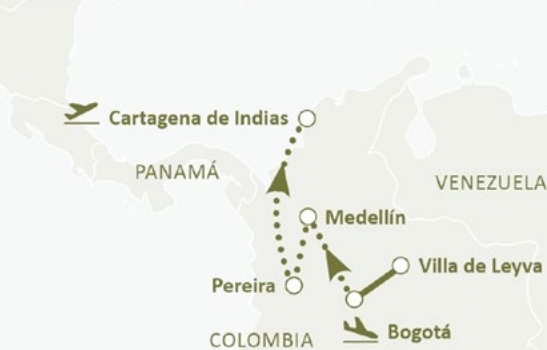 Cartagena de Indias
PANAMÁ
VENEZUELA
Medellín
Villa de Leyva
Pereira
Bogotá
COLOMBIA